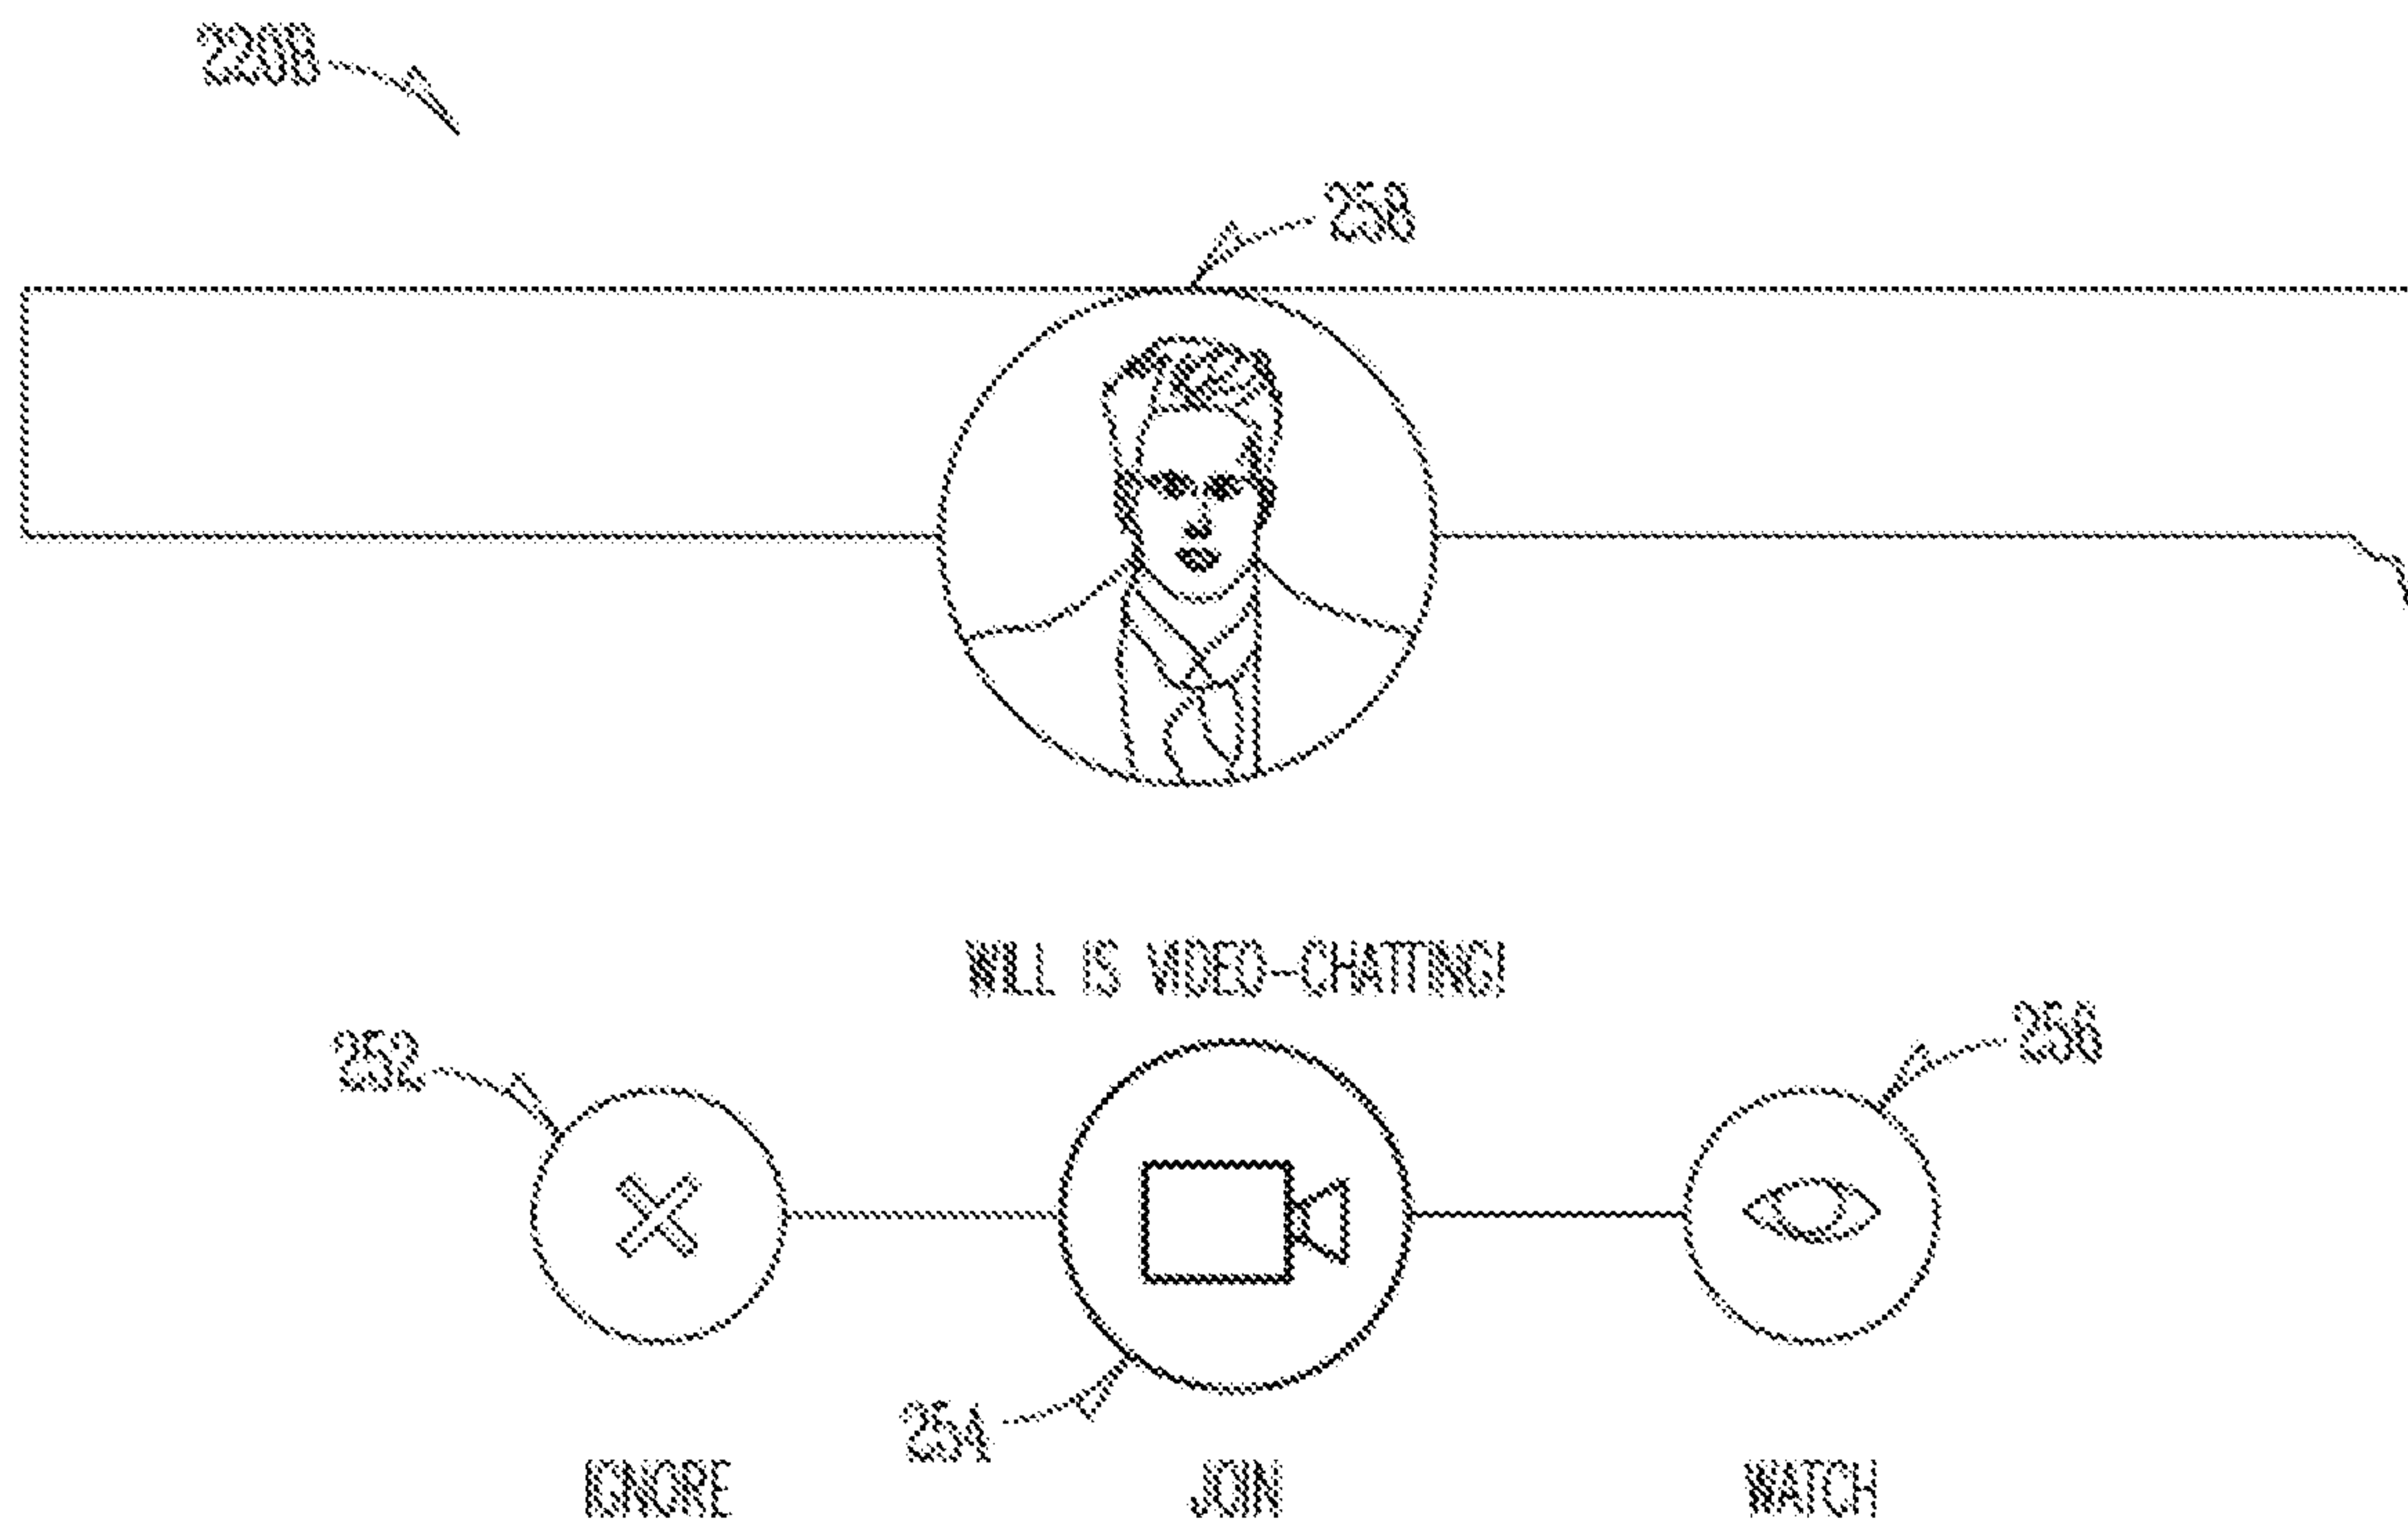 220B
258
WILL IS VIDEO-CHATTING!
252
256
254
IGNORE JOIN WATCH